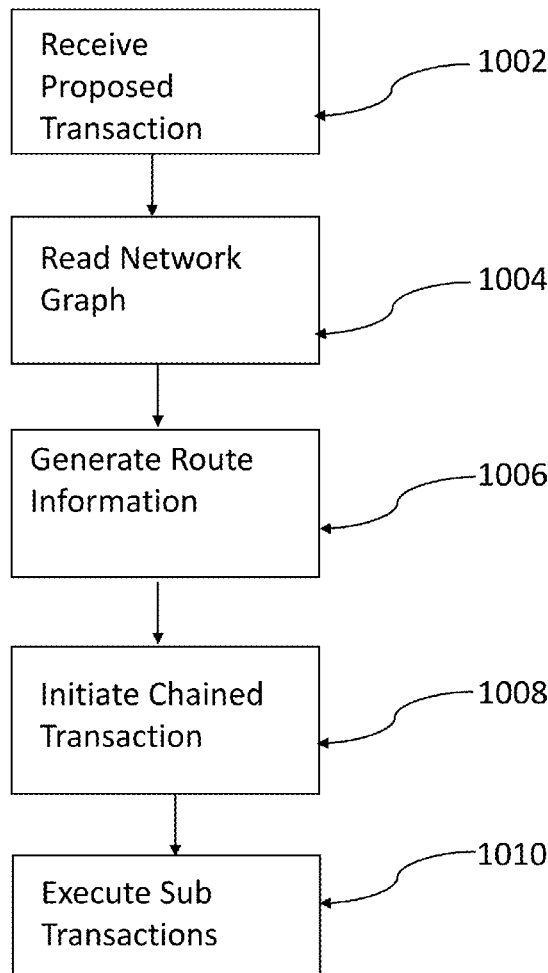 Receive
Proposed
Transaction
1002
Read Network
Graph
1004
Generate Route
Information
1006
Initiate Chained
Transaction
1008
Execute Sub
Transactions
1010